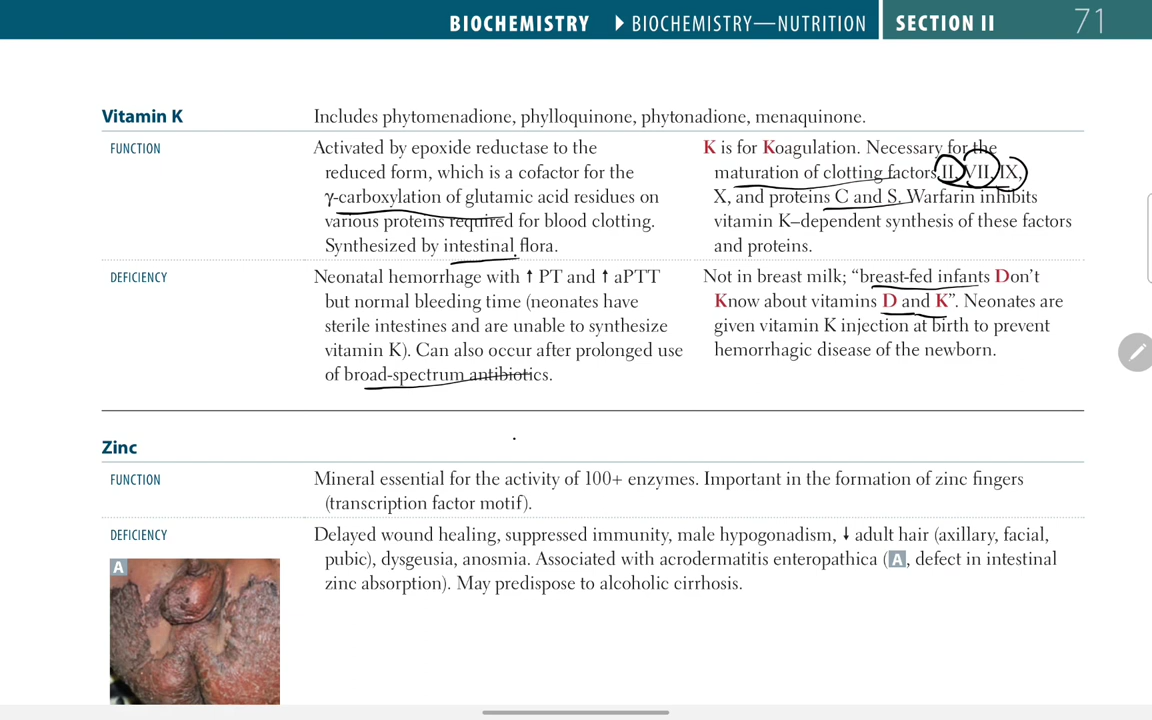 BIOCHEMISTRY ▶ BIOCHEMISTRY—NUTRITION SECTION II 71
Vitamin K Includes phytomenadione, phylloquinone, phytonadione, menaquinone.
FUNCTION
Activated by epoxide reductase to the
reduced form, which is a cofactor for the
γ-carboxylation of glutamic acid residues on
various proteins required for blood clotting.
Synthesized by intestinal flora.
K is for Koagulation. Necessary for the
maturation of clotting factors II, VII, IX,
X, and proteins C and S. Warfarin inhibits
vitamin K–dependent synthesis of these factors
and proteins.
DEFICIENCY
Neonatal hemorrhage with ↑ PT and ↑ aPTT
but normal bleeding time (neonates have
sterile intestines and are unable to synthesize
vitamin K). Can also occur after prolonged use
of broad-spectrum antibiotics.
Not in breast milk; “breast-fed infants Don’t
Know about vitamins D and K”. Neonates are
given vitamin K injection at birth to prevent
hemorrhagic disease of the newborn.
Zinc
FUNCTION
Mineral essential for the activity of 100+ enzymes. Important in the formation of zinc fingers
(transcription factor motif).
DEFICIENCY
Delayed wound healing, suppressed immunity, male hypogonadism, ↓ adult hair (axillary, facial,
pubic), dysgeusia, anosmia. Associated with acrodermatitis enteropathica (A, defect in intestinal
zinc absorption). May predispose to alcoholic cirrhosis.
A